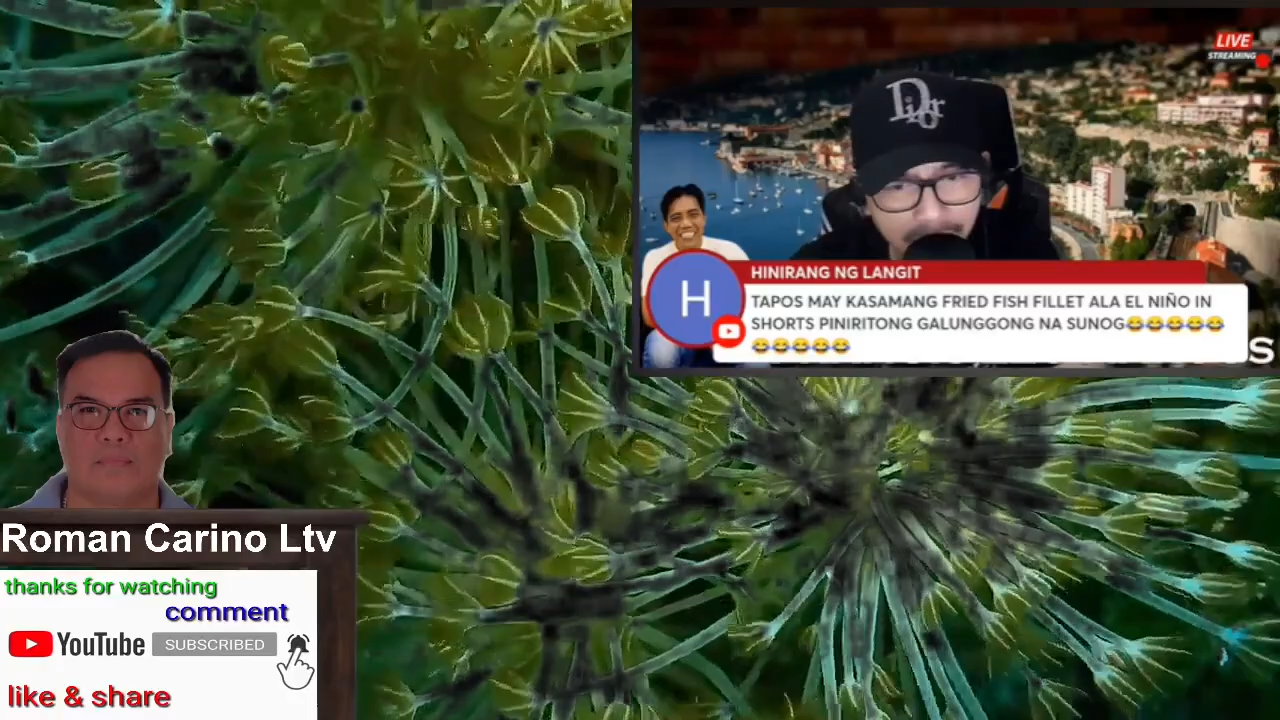 LIVE
STREAMING
Dior
H
HINIRANG NG LANGIT
TAPOS MAY KASAMANG FRIED FISH FILLET ALA EL NIÑO IN
SHORTS PINIRITONG GALUNGGONG NA SUNOG😂😂😂😂😂
😂😂😂😂😂
S
Roman Carino Ltv
thanks for watching
comment
YouTube SUBSCRIBED
like & share